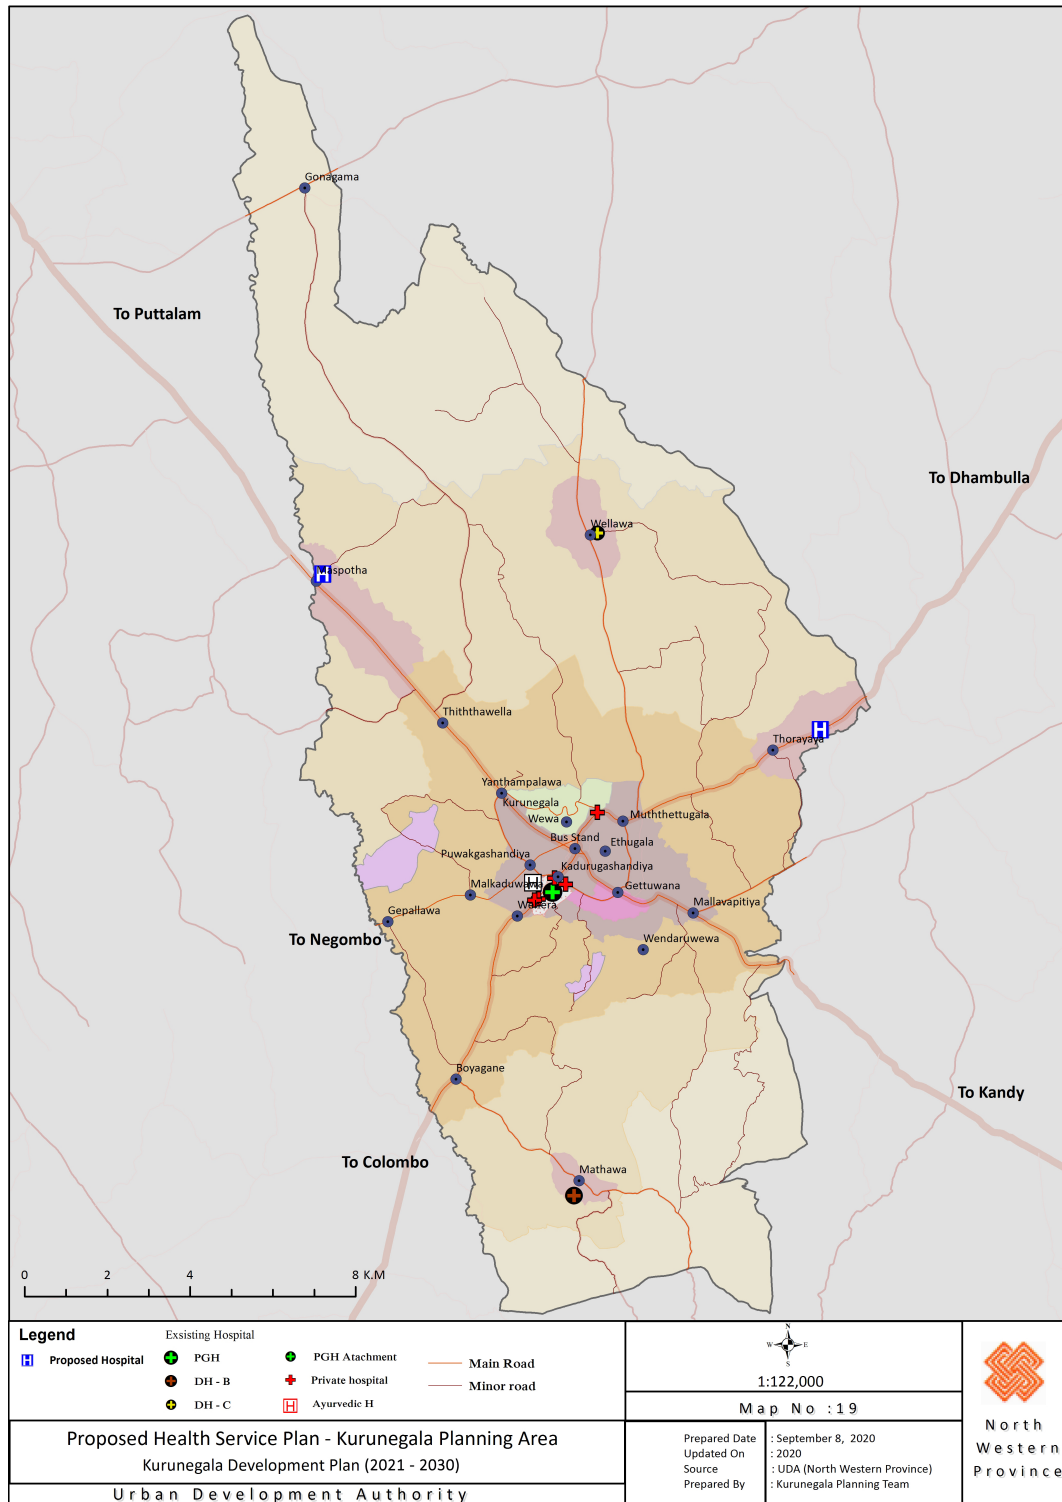 Gonagama
To Puttalam
To Dhambulla
Wellawa
Maspotha
Thiththawella
Thorayaya
Yanthampalawa
Kurunegala
Wewa
Muththettugala
Bus Stand
Ethugala
Puwakgashandiya
Kadurugashandiya
Malkaduwawa
Gettuwana
Gepallawa
Wahera
Mallavapitiya
To Negombo
Wendaruwewa
Boyagane
To Kandy
To Colombo
Mathawa
0 2 4 8 K.M
Legend
Exsisting Hospital
H Proposed Hospital
PGH
DH - B
DH - C
PGH Atachment
Private hospital
H Ayurvedic H
Main Road
Minor road
N
W E
S
1:122,000
Map No :19
Proposed Health Service Plan - Kurunegala Planning Area
Kurunegala Development Plan (2021 - 2030)
Urban Development Authority
Prepared Date : September 8, 2020
Updated On : 2020
Source : UDA (North Western Province)
Prepared By : Kurunegala Planning Team
North
Western
Province